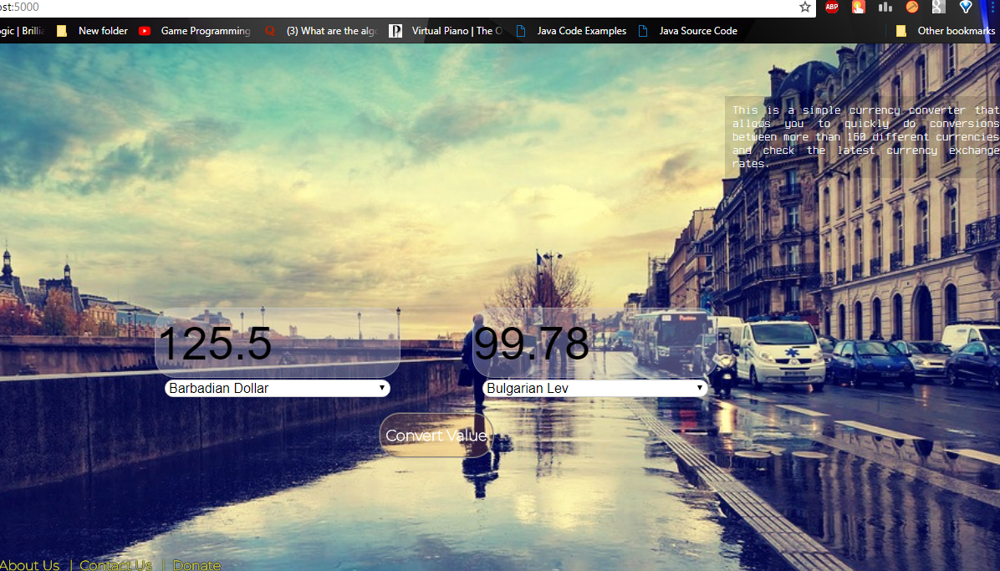 ost:5000
ABP
ogic | Brillia
New folder
Game Programming
(3) What are the algo
Virtual Piano | The O
Java Code Examples
Java Source Code
Other bookmarks
This is a simple currency converter that
allows you to quickly do conversions
between more than 160 different currencies
and check the latest currency exchange
rates.
125.5
99.78
Barbadian Dollar
Bulgarian Lev
Convert Value
About Us | Contact Us | Donate